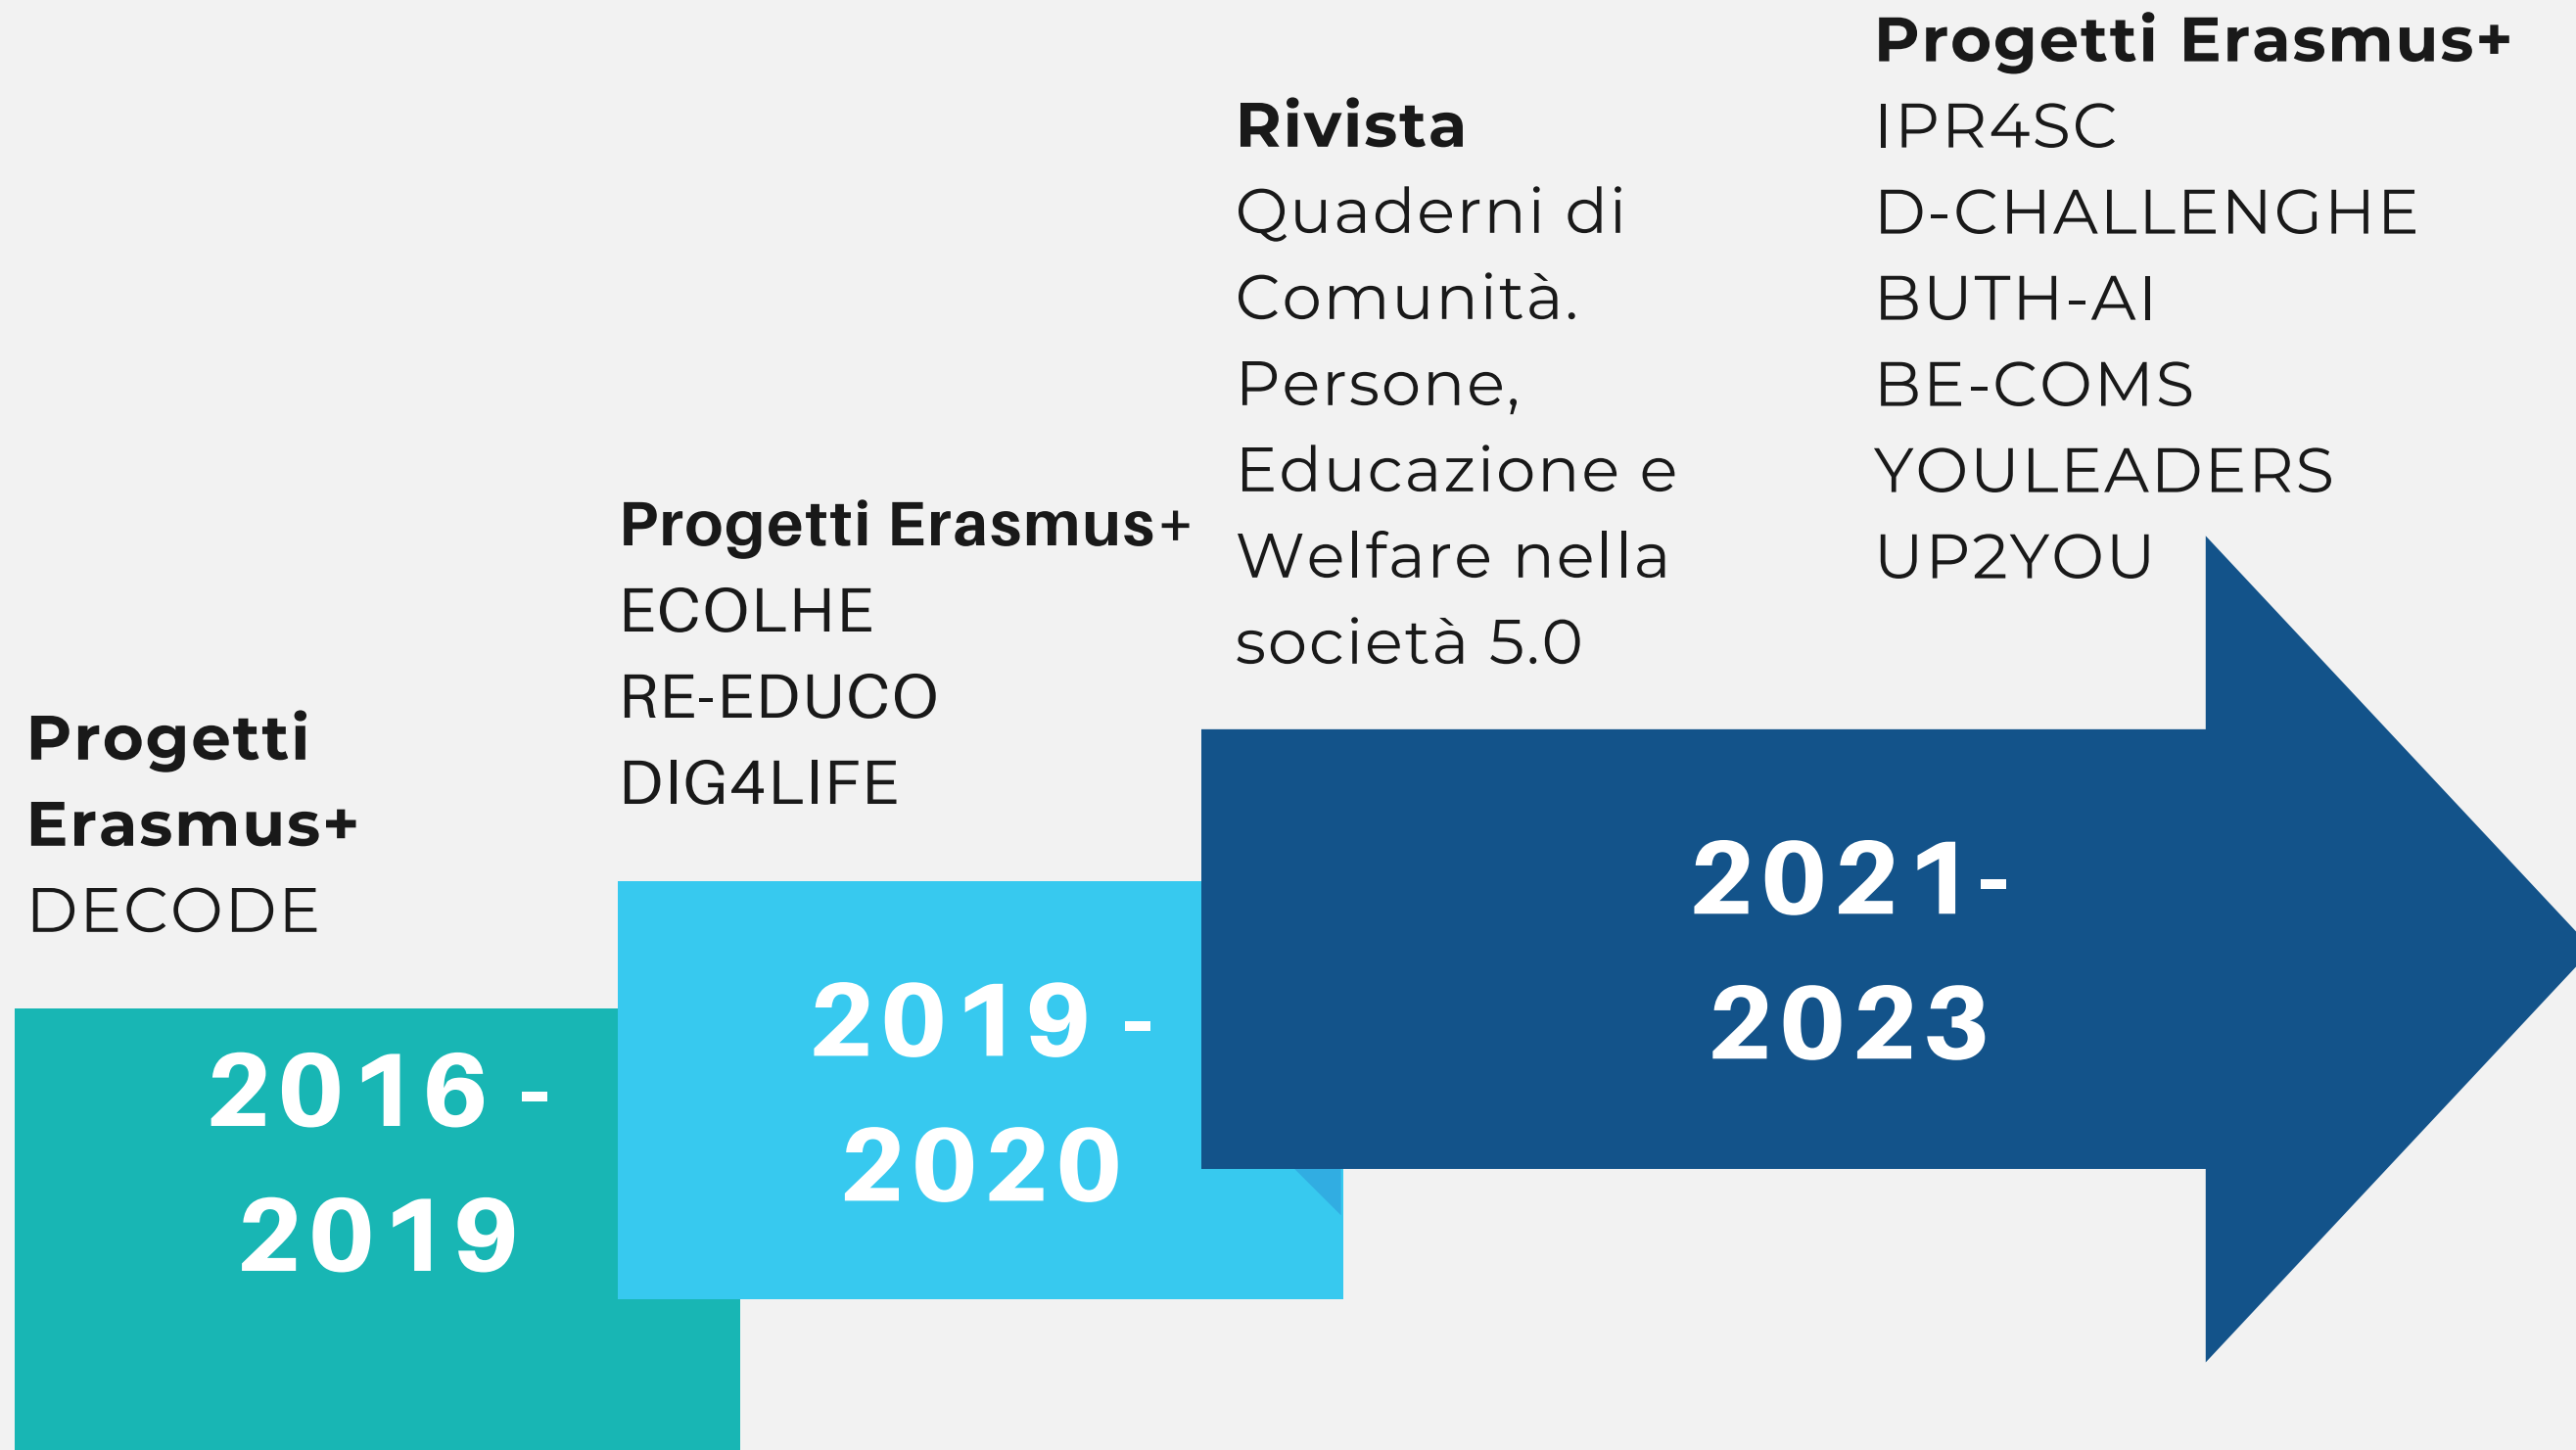 Progetti
Erasmus+
DECODE
2016 -
2019
Progetti Erasmus+
ECOLHE
RE-EDUCO
DIG4LIFE
2019 -
2020
Rivista
Quaderni di
Comunità.
Persone,
Educazione e
Welfare nella
società 5.0
Progetti Erasmus+
IPR4SC
D-CHALLENGHE
BUTH-AI
BE-COMS
YOULEADERS
UP2YOU
2021-
2023